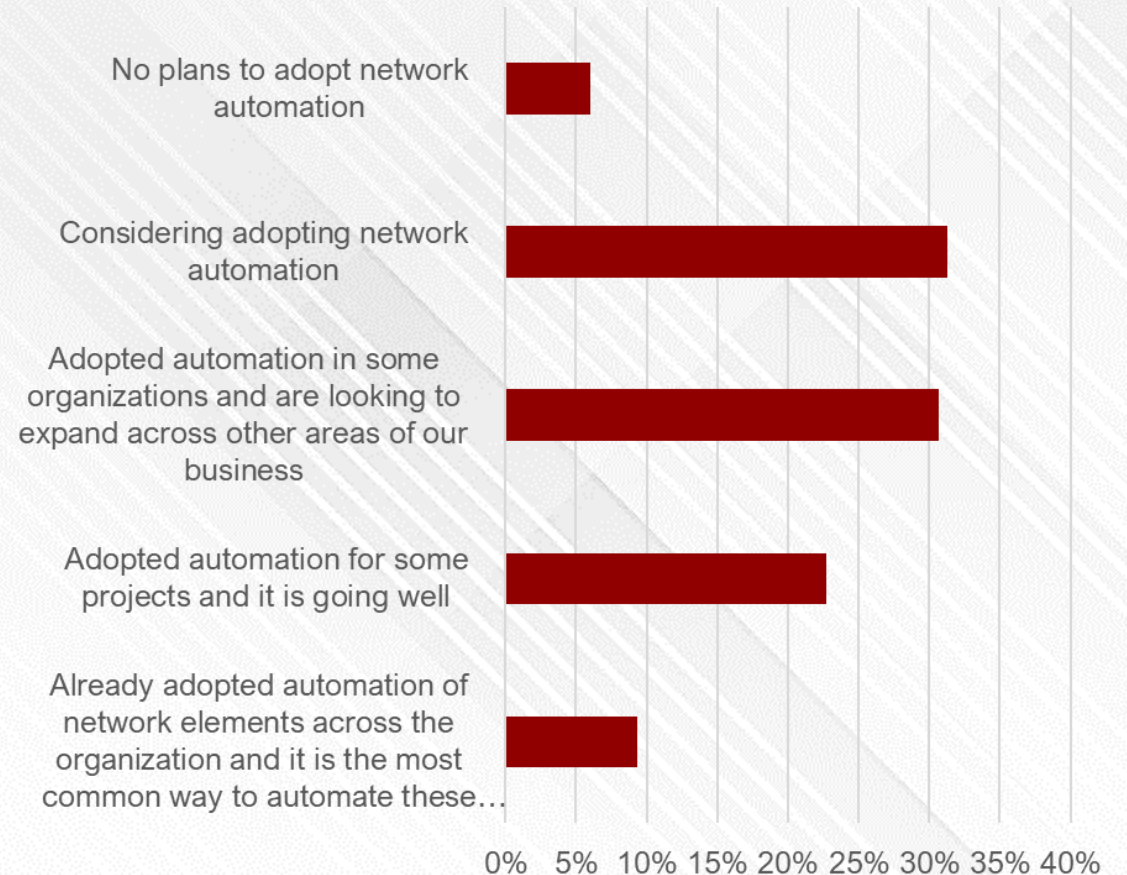 No plans to adopt network
automation
Considering adopting network
automation
Adopted automation in some
organizations and are looking to
expand across other areas of our
business
Adopted automation for some
projects and it is going well
Already adopted automation of
network elements across the
organization and it is the most
common way to automate these…
0% 5% 10% 15% 20% 25% 30% 35% 40%